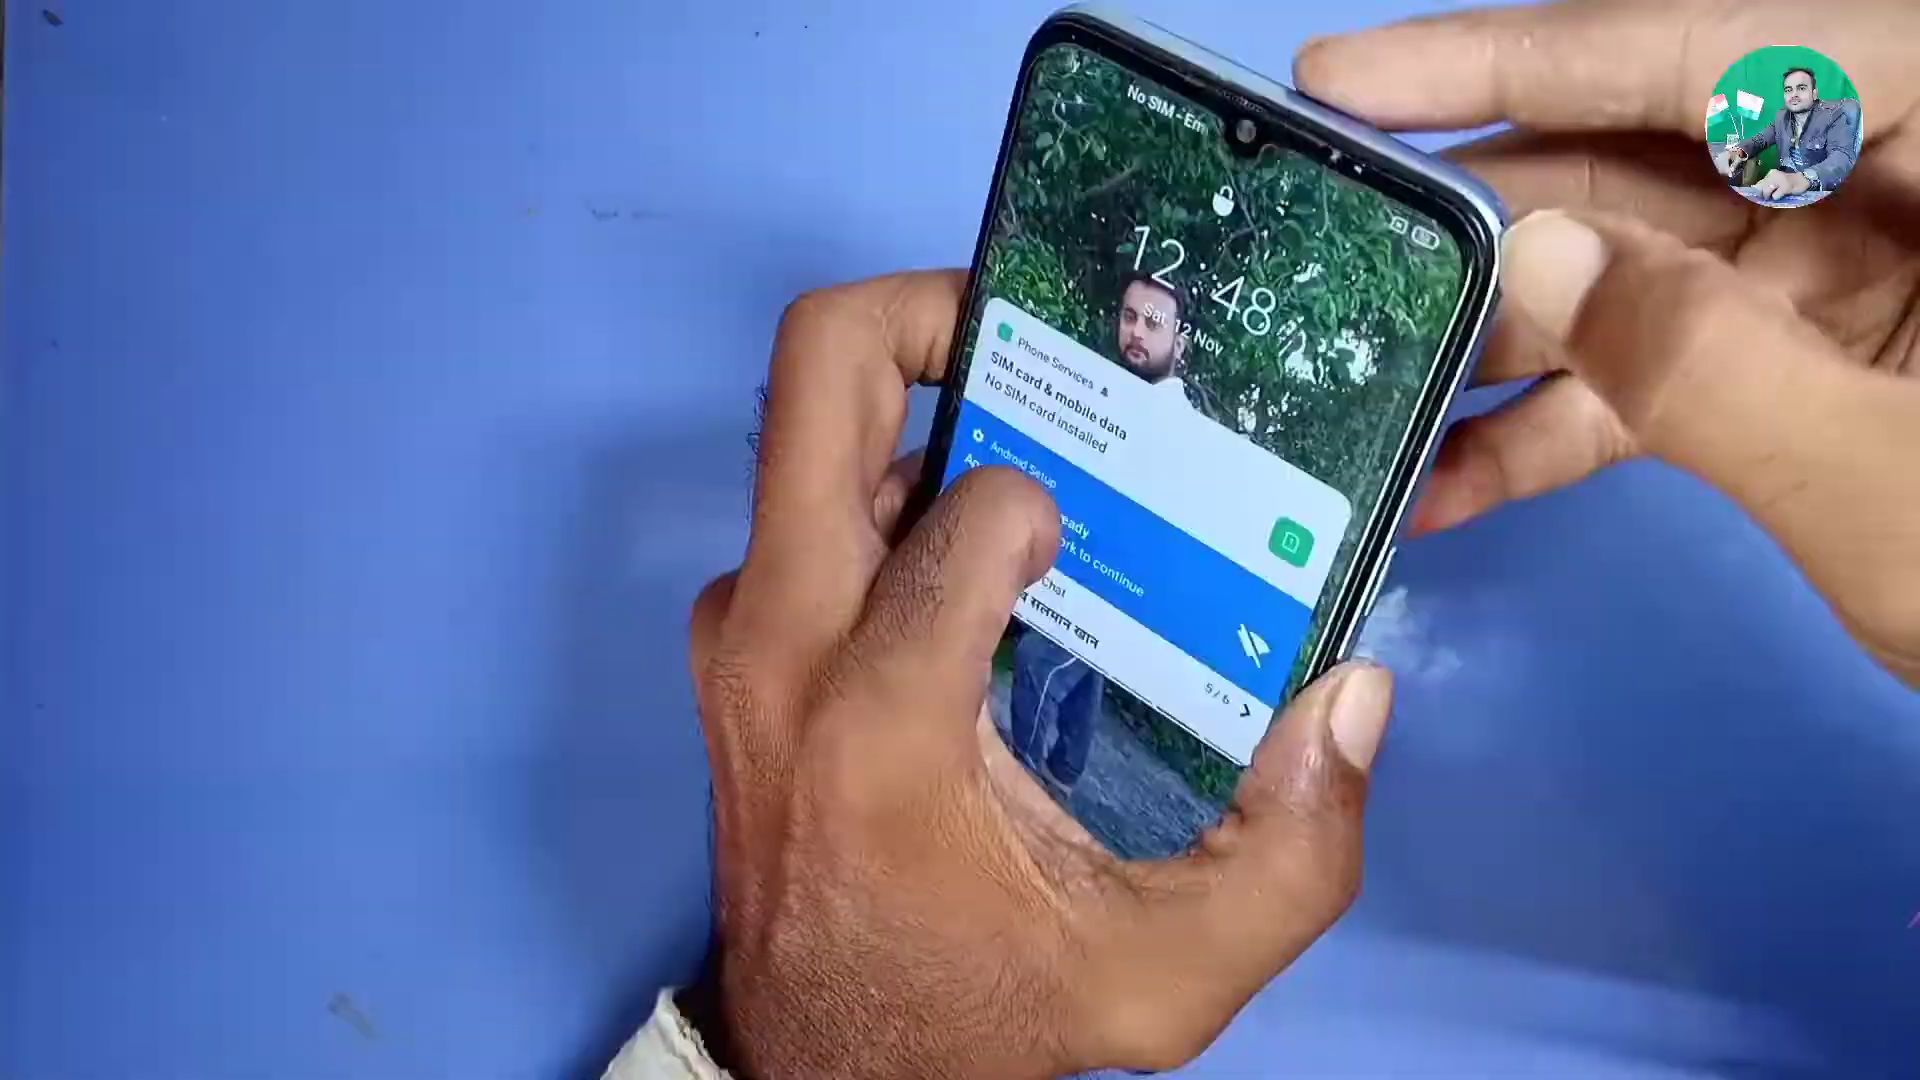 No SIM - Em
12:48
Sat, 12 Nov
Phone Services
SIM card & mobile data
No SIM card installed
Android Setup
eady
ork to continue
Chat
सलमान खान
5 / 6